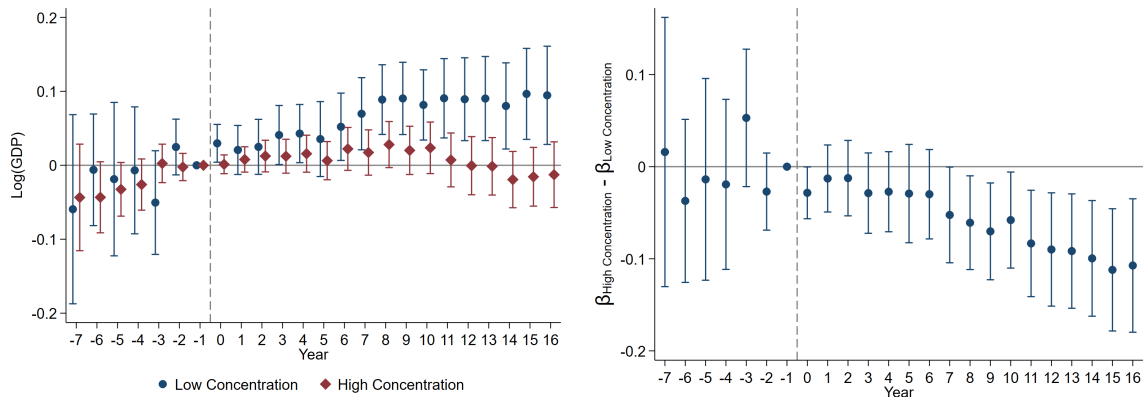 0.2
0.1
0
-0.1
-0.2
Log(GDP)
-7 -6 -5 -4 -3 -2 -1 0 1 2 3 4 5 6 7 8 9 10 11 12 13 14 15 16
Year
Low Concentration High Concentration
0.1
0
-0.1
-0.2
βHigh Concentration - βLow Concentration
-7 -6 -5 -4 -3 -2 -1 0 1 2 3 4 5 6 7 8 9 10 11 12 13 14 15 16
Year